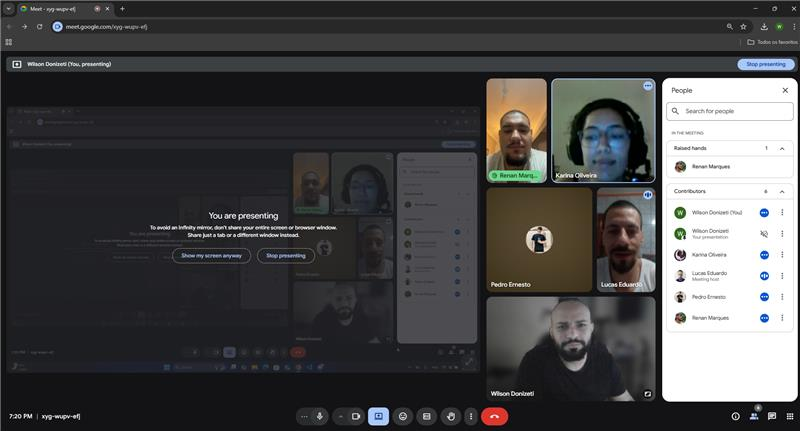 Meet - xyg-wupv-efj
meet.google.com/xyg-wupv-efj
W
Todos os favoritos
Wilson Donizeti (You, presenting)
Stop presenting
You are presenting
To avoid an infinity mirror, don't share your entire screen or browser window.
Share just a tab or a different window instead.
Show my screen anyway
Stop presenting
Renan Marq...
Karina Oliveira
Pedro Ernesto
Lucas Eduardo
Wilson Donizeti
People
Search for people
IN THE MEETING
Raised hands 1
Renan Marques
Contributors 6
W
Wilson Donizeti (You)
W
Wilson Donizeti
Your presentation
Karina Oliveira
Lucas Eduardo
Meeting host
Pedro Ernesto
Renan Marques
7:20 PM | xyg-wupv-efj
6